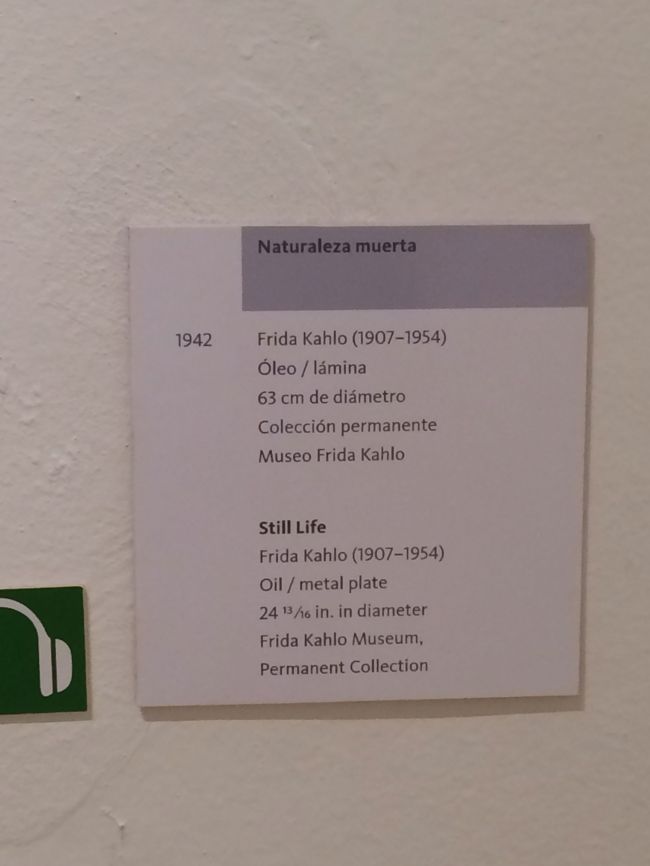 Naturaleza muerta
1942 Frida Kahlo (1907–1954)
Óleo / lámina
63 cm de diámetro
Colección permanente
Museo Frida Kahlo
Still Life
Frida Kahlo (1907–1954)
Oil / metal plate
24 ¹³/₁₆ in. in diameter
Frida Kahlo Museum,
Permanent Collection